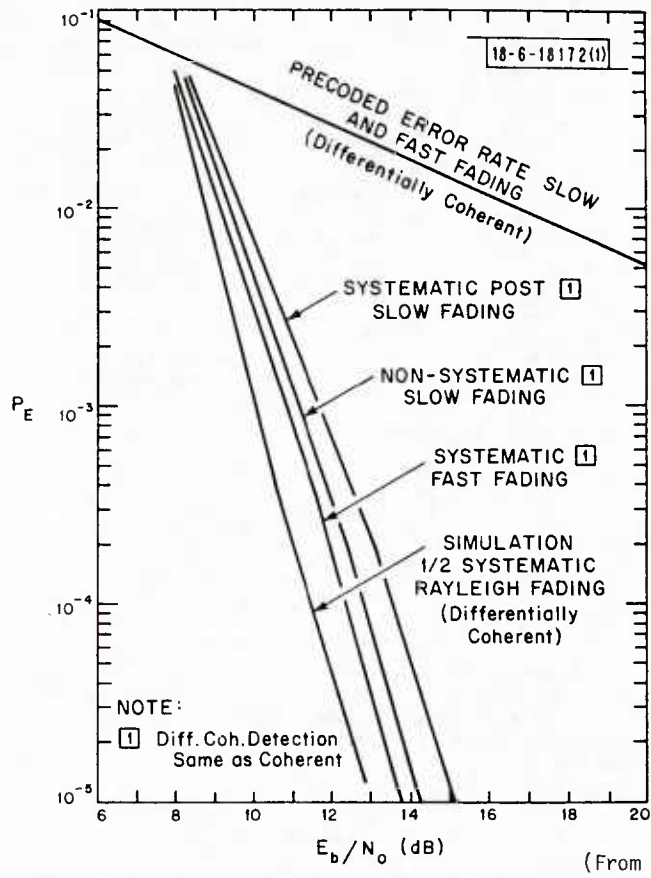 10⁻¹
18-6-18172(1)
PRECODED ERROR RATE SLOW
AND FAST FADING
(Differentially Coherent)
10⁻²
SYSTEMATIC POST 1
SLOW FADING
NON-SYSTEMATIC 1
SLOW FADING
P_E
10⁻³
SYSTEMATIC 1
FAST FADING
SIMULATION
1/2 SYSTEMATIC
RAYLEIGH FADING
(Differentially
Coherent)
10⁻⁴
NOTE:
1 Diff. Coh. Detection
Same as Coherent
10⁻⁵
6 8 10 12 14 16 18 20
E_b/N_o (dB)
(From